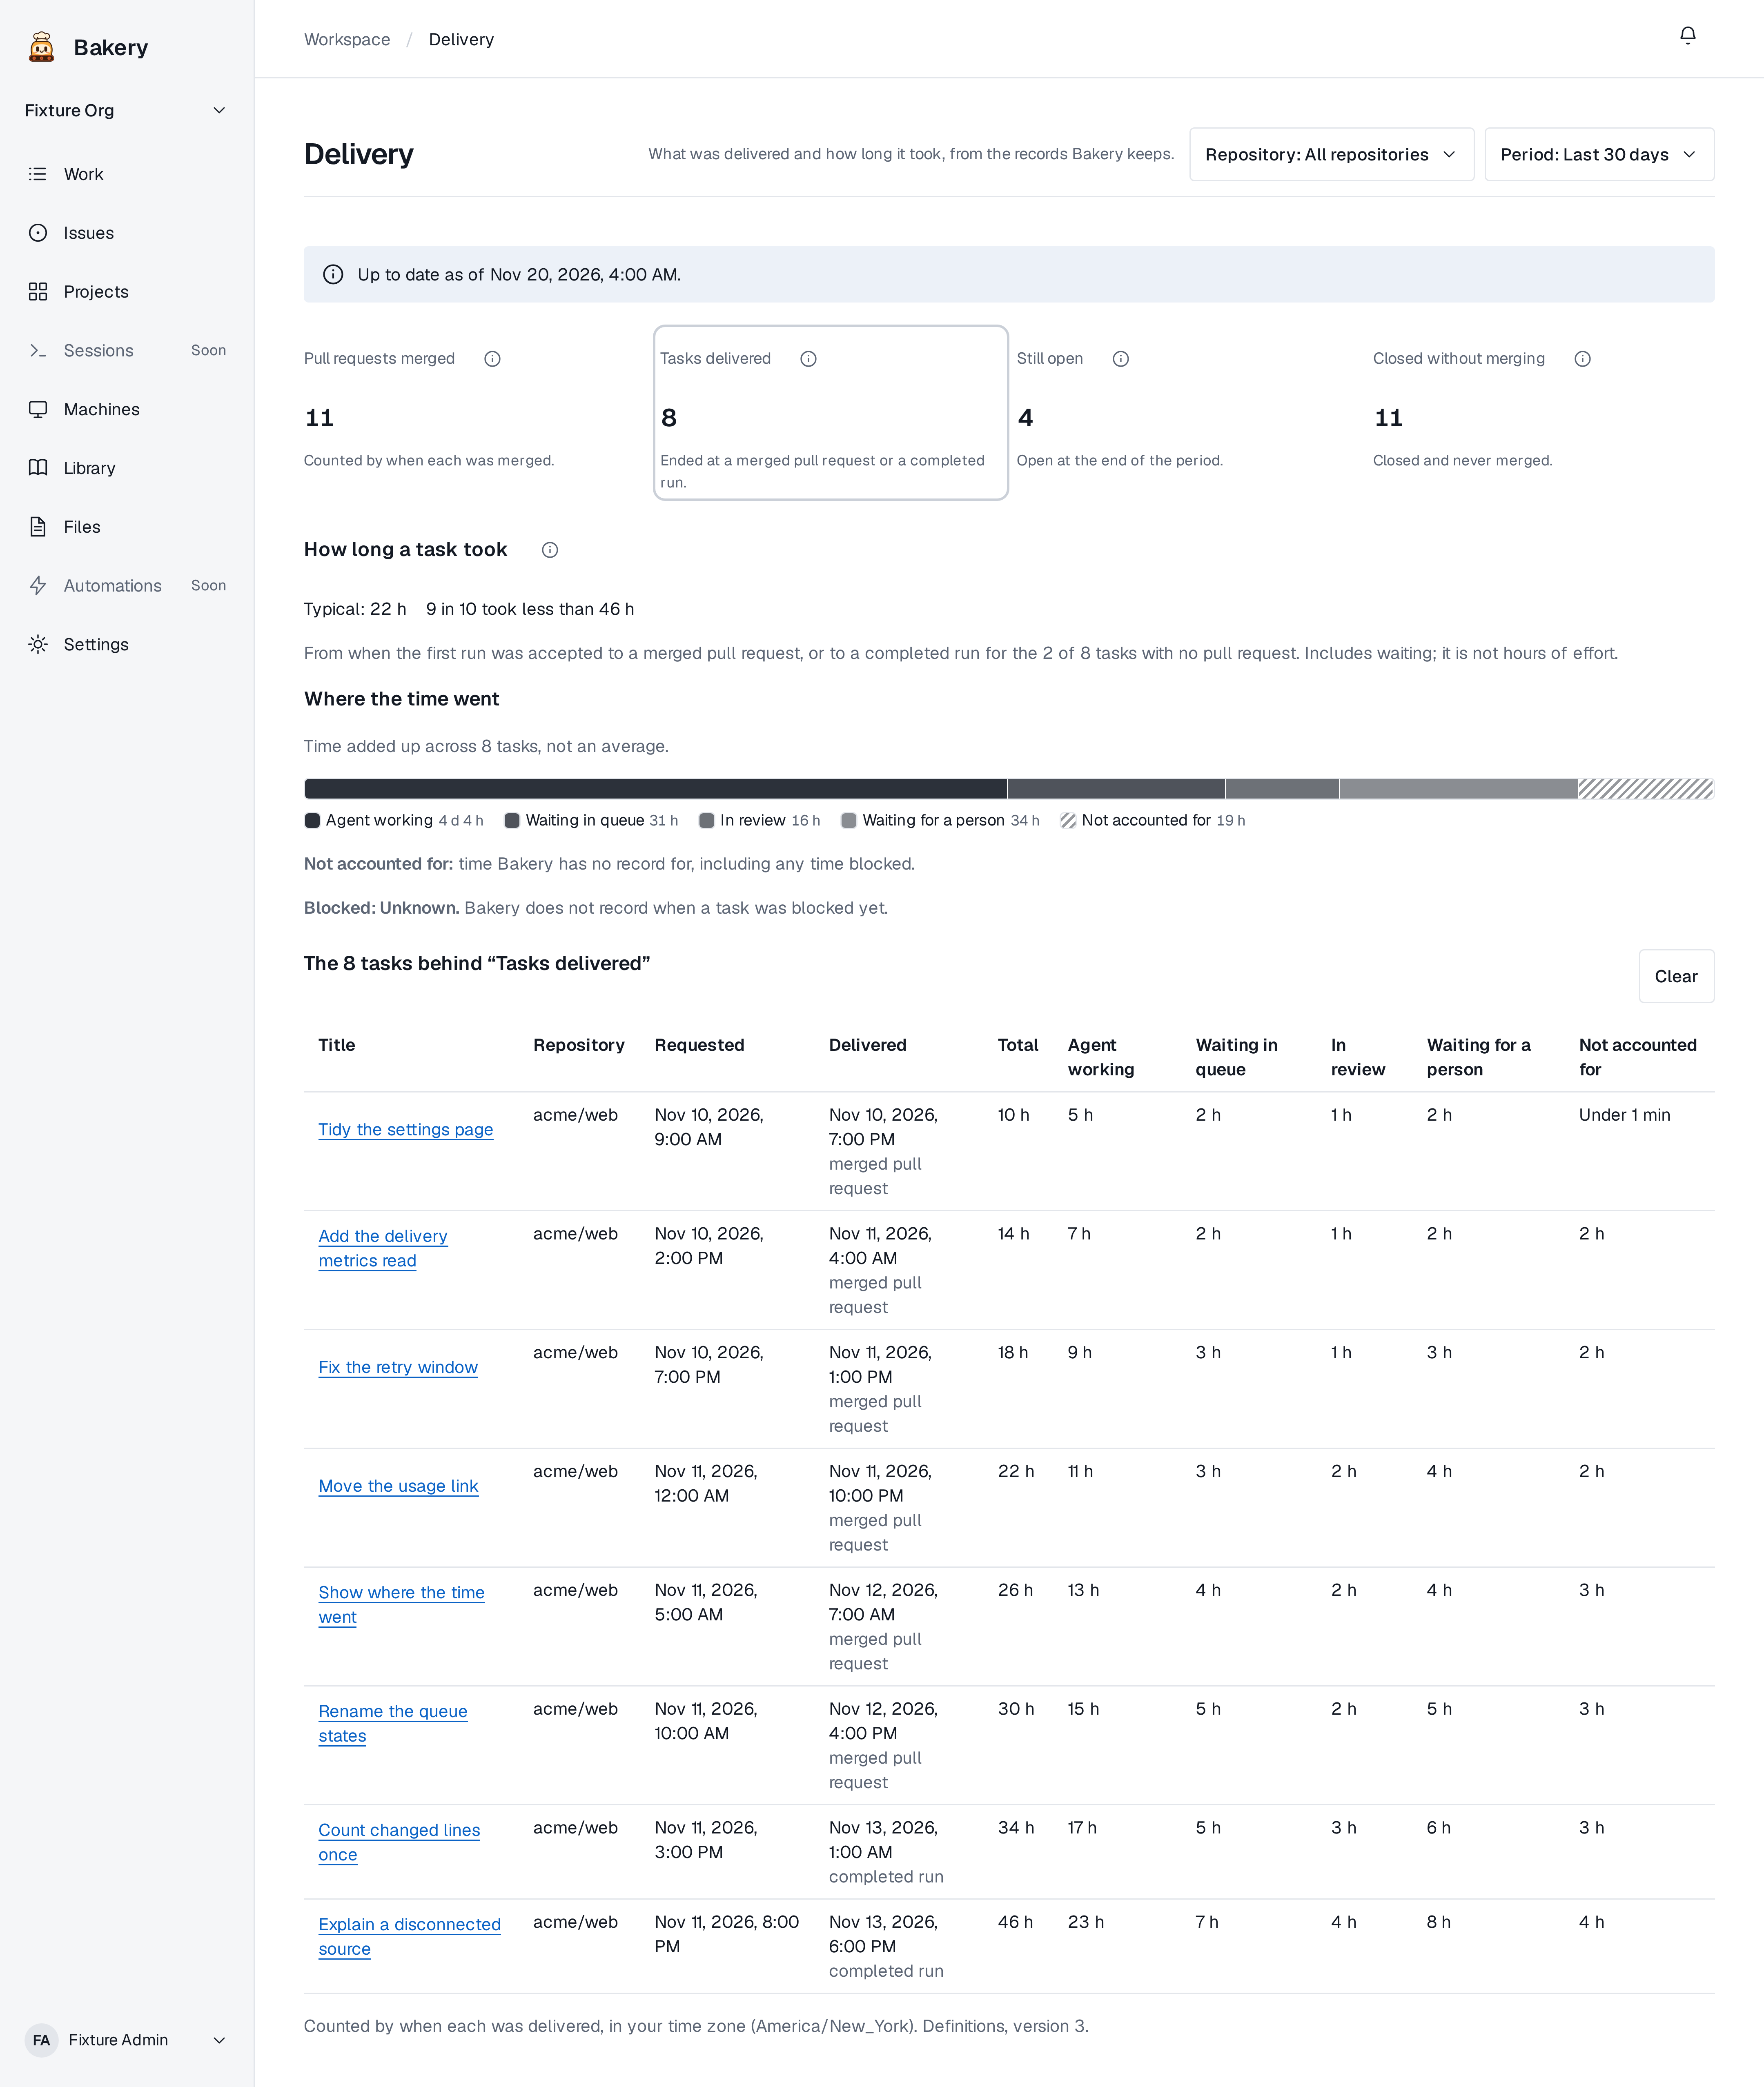 Bakery
Fixture Org
Work
Issues
Projects
Sessions Soon
Machines
Library
Files
Automations Soon
Settings
FA Fixture Admin
Workspace / Delivery
Delivery
What was delivered and how long it took, from the records Bakery keeps.
Repository: All repositories
Period: Last 30 days
Up to date as of Nov 20, 2026, 4:00 AM.
Pull requests merged
11
Counted by when each was merged.
Tasks delivered
8
Ended at a merged pull request or a completed
run.
Still open
4
Open at the end of the period.
Closed without merging
11
Closed and never merged.
How long a task took
Typical: 22 h 9 in 10 took less than 46 h
From when the first run was accepted to a merged pull request, or to a completed run for the 2 of 8 tasks with no pull request. Includes waiting; it is not hours of effort.
Where the time went
Time added up across 8 tasks, not an average.
Agent working 4 d 4 h Waiting in queue 31 h In review 16 h Waiting for a person 34 h Not accounted for 19 h
Not accounted for: time Bakery has no record for, including any time blocked.
Blocked: Unknown. Bakery does not record when a task was blocked yet.
The 8 tasks behind “Tasks delivered”
Clear
Title Repository Requested Delivered Total Agent Waiting in In Waiting for a Not accounted
working queue review person for
Tidy the settings page acme/web Nov 10, 2026, Nov 10, 2026, 10 h 5 h 2 h 1 h 2 h Under 1 min
9:00 AM 7:00 PM
merged pull
request
Add the delivery acme/web Nov 10, 2026, Nov 11, 2026, 14 h 7 h 2 h 1 h 2 h 2 h
metrics read 2:00 PM 4:00 AM
merged pull
request
Fix the retry window acme/web Nov 10, 2026, Nov 11, 2026, 18 h 9 h 3 h 1 h 3 h 2 h
7:00 PM 1:00 PM
merged pull
request
Move the usage link acme/web Nov 11, 2026, Nov 11, 2026, 22 h 11 h 3 h 2 h 4 h 2 h
12:00 AM 10:00 PM
merged pull
request
Show where the time acme/web Nov 11, 2026, Nov 12, 2026, 26 h 13 h 4 h 2 h 4 h 3 h
went 5:00 AM 7:00 AM
merged pull
request
Rename the queue acme/web Nov 11, 2026, Nov 12, 2026, 30 h 15 h 5 h 2 h 5 h 3 h
states 10:00 AM 4:00 PM
merged pull
request
Count changed lines acme/web Nov 11, 2026, Nov 13, 2026, 34 h 17 h 5 h 3 h 6 h 3 h
once 3:00 PM 1:00 AM
completed run
Explain a disconnected acme/web Nov 11, 2026, 8:00 Nov 13, 2026, 46 h 23 h 7 h 4 h 8 h 4 h
source PM 6:00 PM
completed run
Counted by when each was delivered, in your time zone (America/New_York). Definitions, version 3.